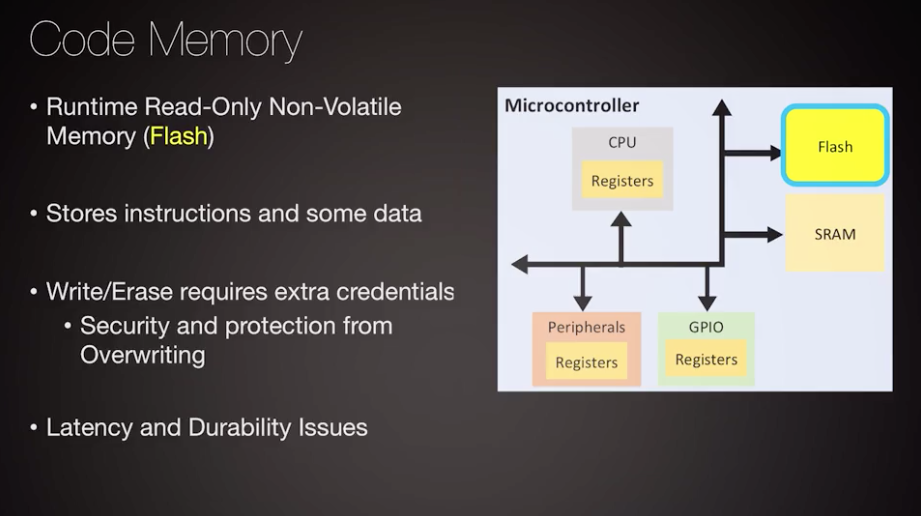 Code Memory
• Runtime Read-Only Non-Volatile
Memory (Flash)
• Stores instructions and some data
• Write/Erase requires extra credentials
• Security and protection from
Overwriting
• Latency and Durability Issues
Microcontroller
CPU
Registers
Flash
SRAM
Peripherals
Registers
GPIO
Registers